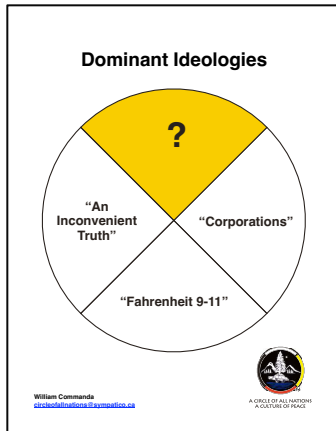 Dominant Ideologies
?
“An
Inconvenient
Truth”
“Corporations”
“Fahrenheit 9-11”
William Commanda
circleofallnations@sympatico.ca
A CIRCLE OF ALL NATIONS
A CULTURE OF PEACE